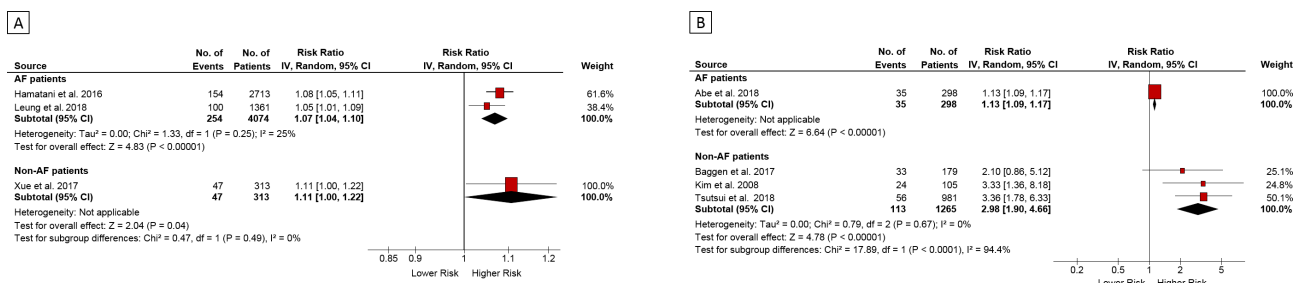 A
No. of No. of Risk Ratio Risk Ratio
Source Events Patients IV, Random, 95% CI IV, Random, 95% CI Weight
AF patients
Hamatani et al. 2016 154 2713 1.08 [1.05, 1.11] 61.6%
Leung et al. 2018 100 1361 1.05 [1.01, 1.09] 38.4%
Subtotal (95% CI) 254 4074 1.07 [1.04, 1.10] 100.0%
Heterogeneity: Tau² = 0.00; Chi² = 1.33, df = 1 (P = 0.25); I² = 25%
Test for overall effect: Z = 4.83 (P < 0.00001)
Non-AF patients
Xue et al. 2017 47 313 1.11 [1.00, 1.22] 100.0%
Subtotal (95% CI) 47 313 1.11 [1.00, 1.22] 100.0%
Heterogeneity: Not applicable
Test for overall effect: Z = 2.04 (P = 0.04)
Test for subgroup differences: Chi² = 0.47, df = 1 (P = 0.49), I² = 0%
0.85 0.9 1 1.1 1.2
Lower Risk Higher Risk
B
No. of No. of Risk Ratio Risk Ratio
Source Events Patients IV, Random, 95% CI IV, Random, 95% CI Weight
AF patients
Abe et al. 2018 35 298 1.13 [1.09, 1.17] 100.0%
Subtotal (95% CI) 35 298 1.13 [1.09, 1.17] 100.0%
Heterogeneity: Not applicable
Test for overall effect: Z = 6.64 (P < 0.00001)
Non-AF patients
Baggen et al. 2017 33 179 2.10 [0.86, 5.12] 25.1%
Kim et al. 2008 24 105 3.33 [1.36, 8.18] 24.8%
Tsutsui et al. 2018 56 981 3.36 [1.78, 6.33] 50.1%
Subtotal (95% CI) 113 1265 2.98 [1.90, 4.66] 100.0%
Heterogeneity: Tau² = 0.00; Chi² = 0.79, df = 2 (P = 0.67); I² = 0%
Test for overall effect: Z = 4.78 (P < 0.00001)
Test for subgroup differences: Chi² = 17.89, df = 1 (P < 0.0001), I² = 94.4%
0.2 0.5 1 2 5
Lower Risk Higher Risk